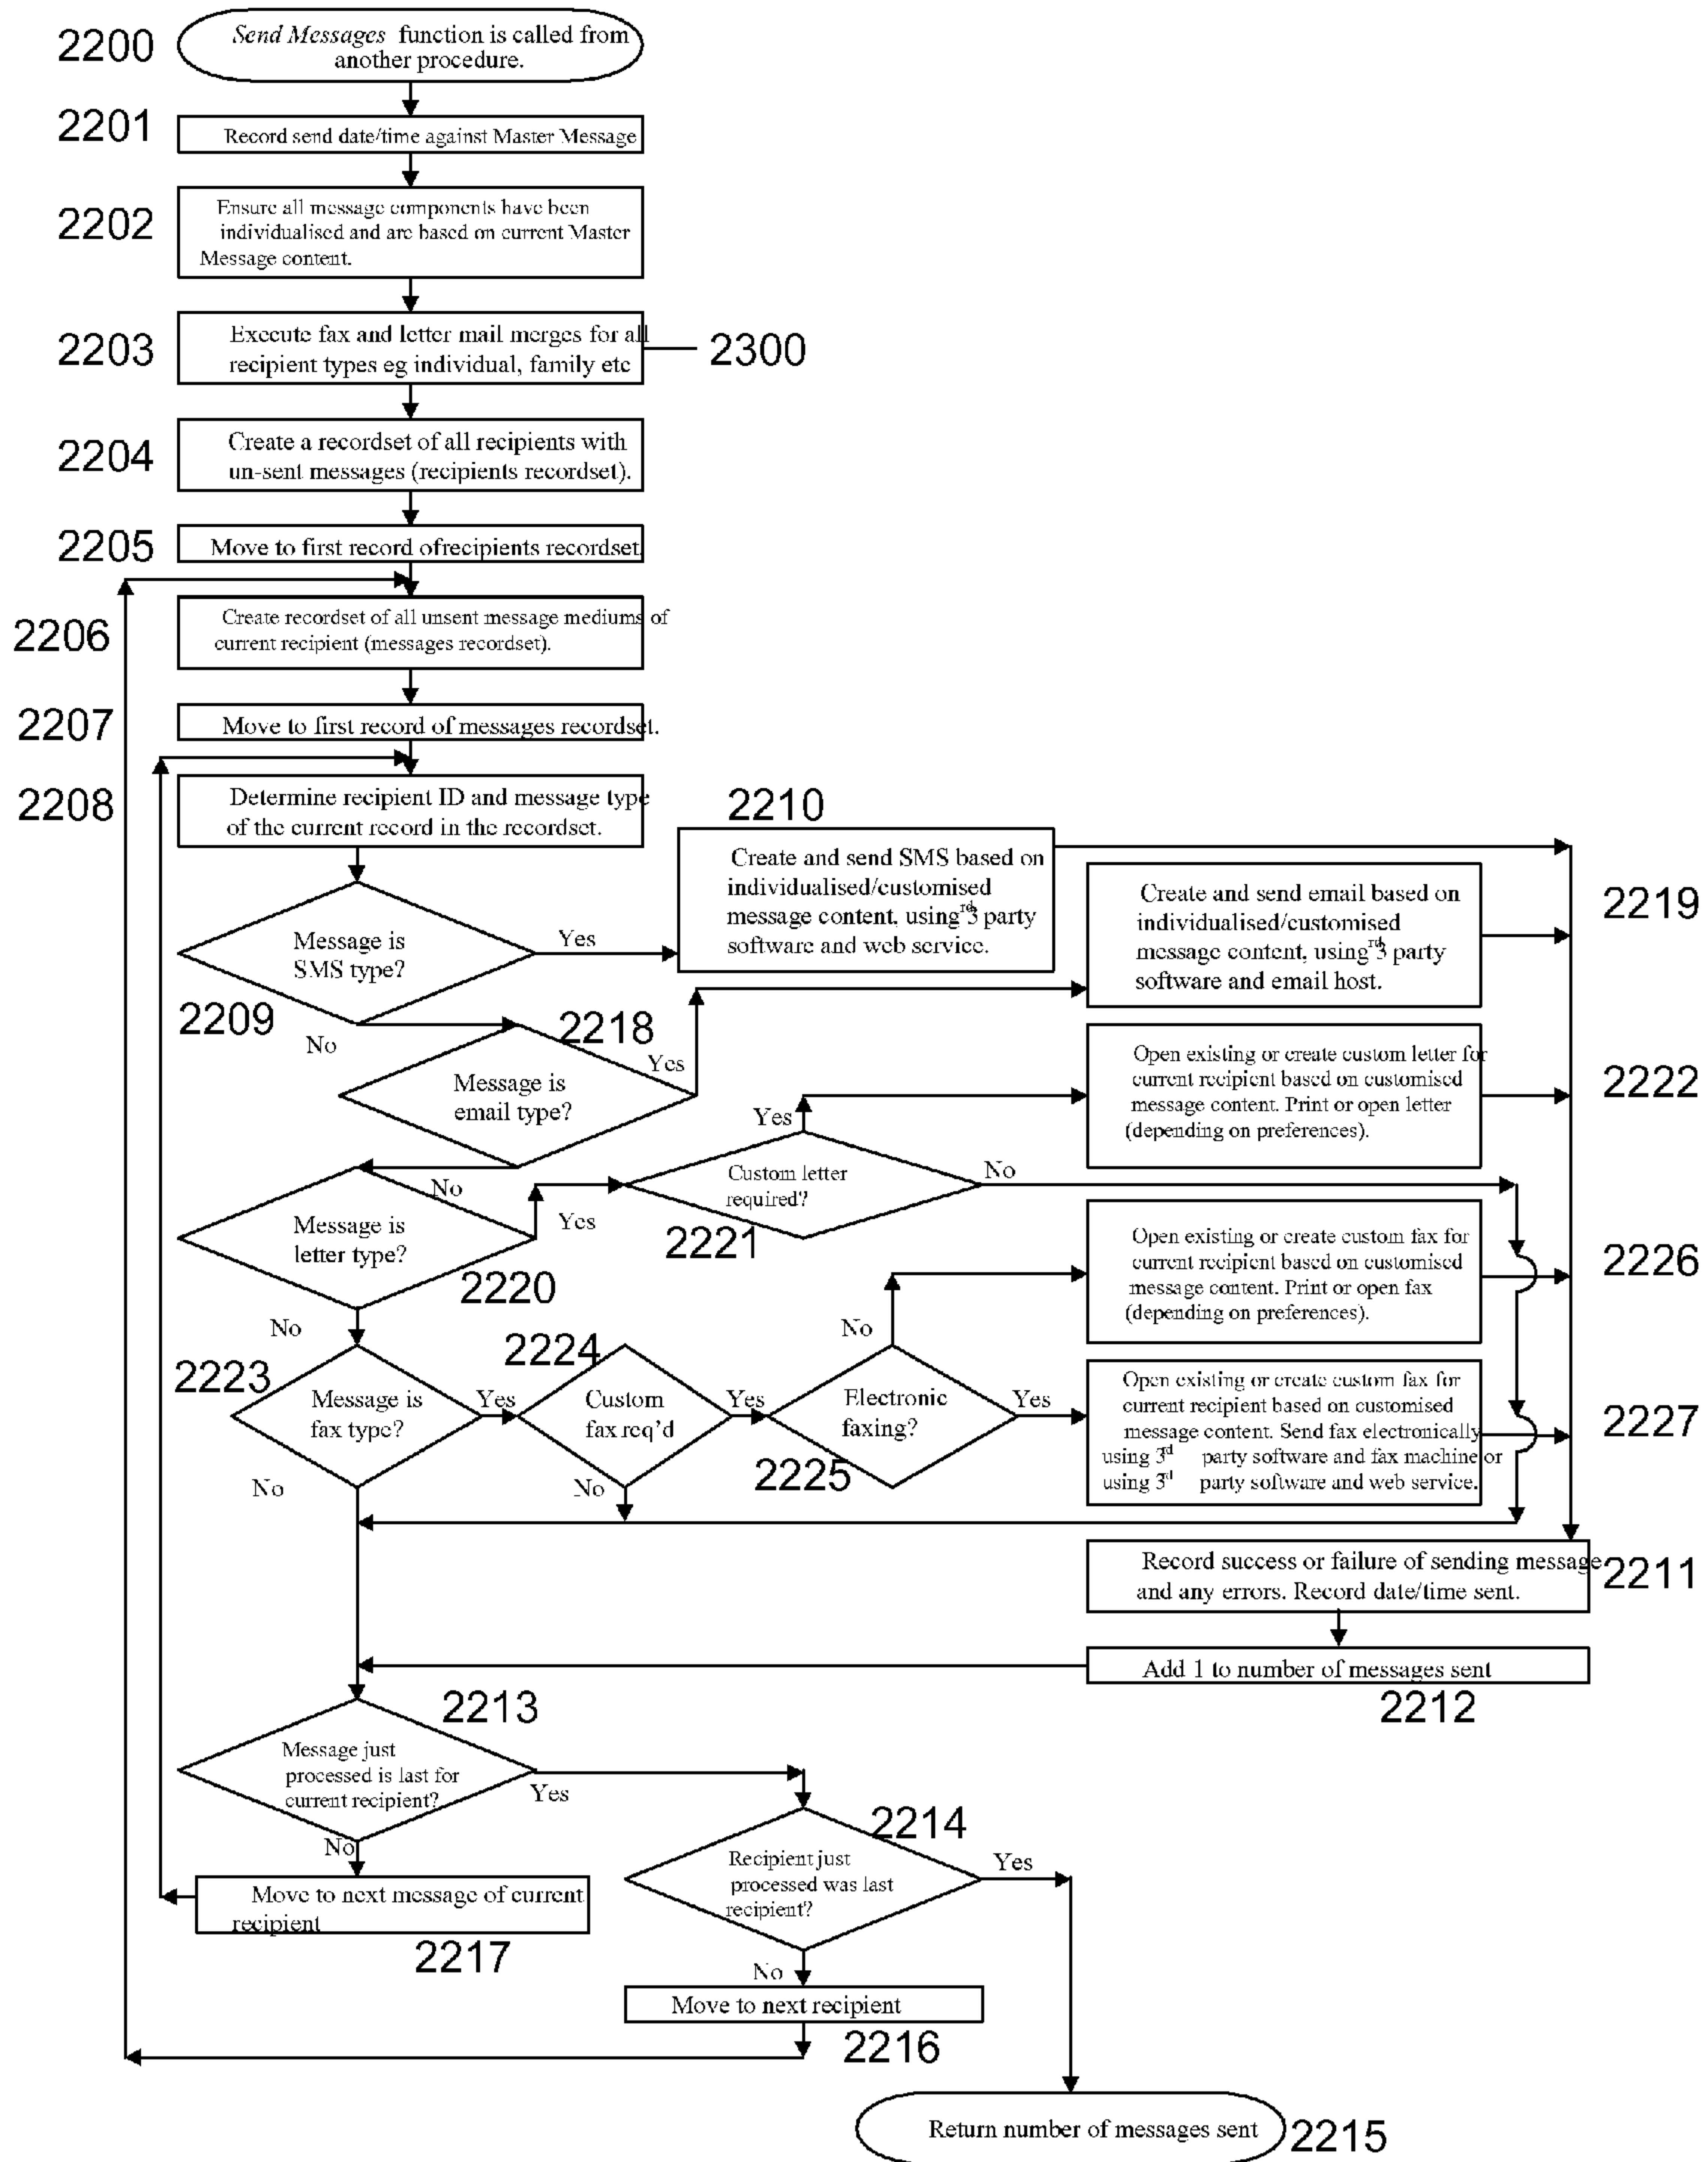 2200
Send Messages function is called from
another procedure.
2201
Record send date/time against Master Message
2202
Ensure all message components have been
individualised and are based on current Master
Message content.
2203
Execute fax and letter mail merges for all
recipient types eg individual, family etc
2300
2204
Create a recordset of all recipients with
un-sent messages (recipients recordset).
2205
Move to first record ofrecipients recordset.
2206
Create recordset of all unsent message mediums of
current recipient (messages recordset).
2207
Move to first record of messages recordset.
2208
Determine recipient ID and message type
of the current record in the recordset.
2210
Create and send SMS based on
individualised/customised
message content, using 3rd party
software and web service.
2219
Create and send email based on
individualised/customised
message content, using 3rd party
software and email host.
Message is
SMS type?
Yes
2209
No
2218
Message is
email type?
Yes
2222
Open existing or create custom letter for
current recipient based on customised
message content. Print or open letter
(depending on preferences).
Yes
Custom letter
required?
No
2221
No
Message is
letter type?
Yes
2220
No
2226
Open existing or create custom fax for
current recipient based on customised
message content. Print or open fax
(depending on preferences).
2223
Message is
fax type?
Yes
No
2224
Custom
fax req'd
Yes
No
No
Electronic
faxing?
Yes
2225
2227
Open existing or create custom fax for
current recipient based on customised
message content. Send fax electronically
using 3rd party software and fax machine or
using 3rd party software and web service.
Record success or failure of sending message
and any errors. Record date/time sent.
2211
Add 1 to number of messages sent
2212
2213
Message just
processed is last for
current recipient?
Yes
No
2214
Recipient just
processed was last
recipient?
Yes
No
Move to next message of current
recipient
2217
Move to next recipient
2216
Return number of messages sent
2215